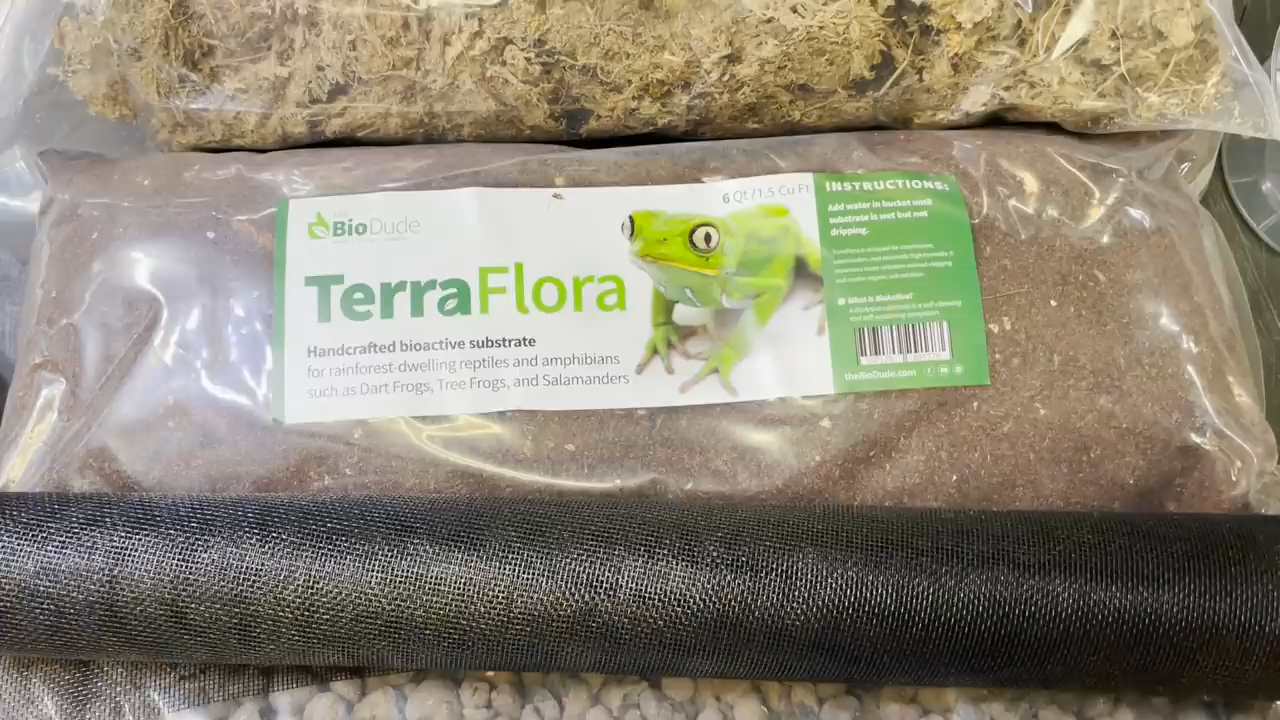 BioDude
TerraFlora
Handcrafted bioactive substrate
for rainforest-dwelling reptiles and amphibians
such as Dart Frogs, Tree Frogs, and Salamanders
6 Qt / 1.5 Cu Ft
INSTRUCTIONS:
Add water in bucket until
substrate is wet but not
dripping.
What is BioActive?
theBioDude.com